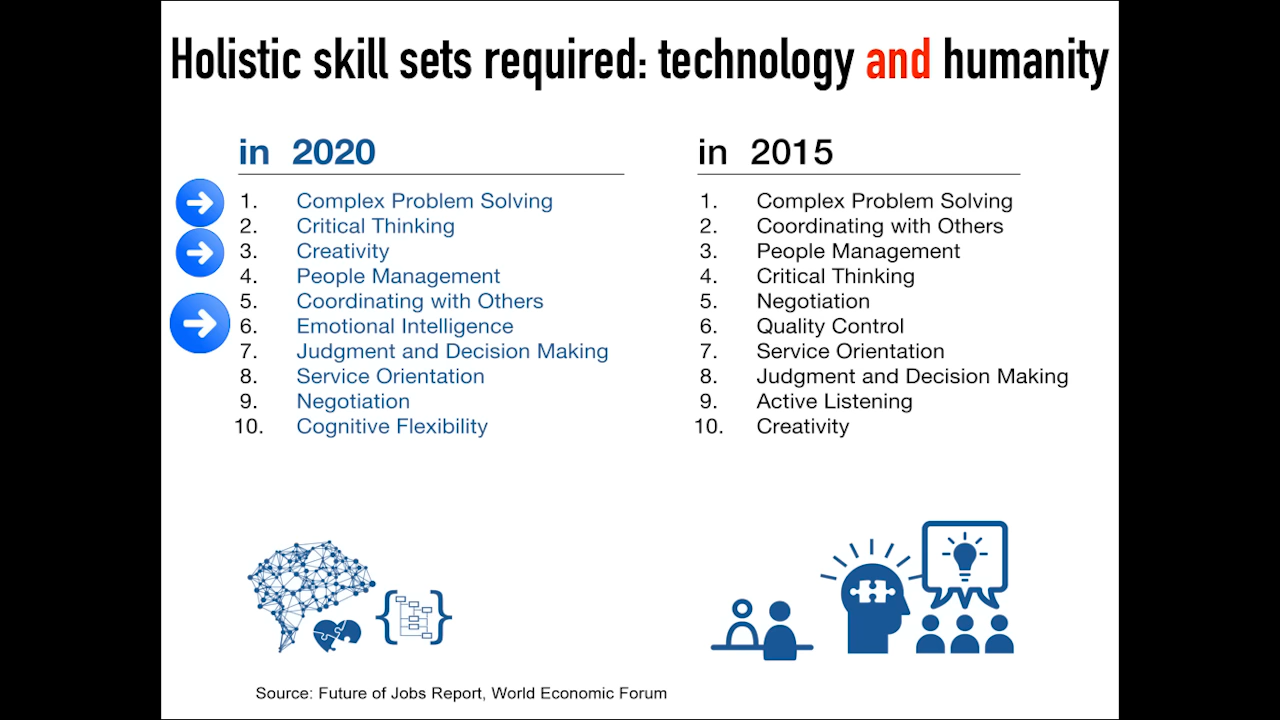 Holistic skill sets required: technology and humanity
in 2020
1. Complex Problem Solving
2. Critical Thinking
3. Creativity
4. People Management
5. Coordinating with Others
6. Emotional Intelligence
7. Judgment and Decision Making
8. Service Orientation
9. Negotiation
10. Cognitive Flexibility
in 2015
1. Complex Problem Solving
2. Coordinating with Others
3. People Management
4. Critical Thinking
5. Negotiation
6. Quality Control
7. Service Orientation
8. Judgment and Decision Making
9. Active Listening
10. Creativity
Source: Future of Jobs Report, World Economic Forum